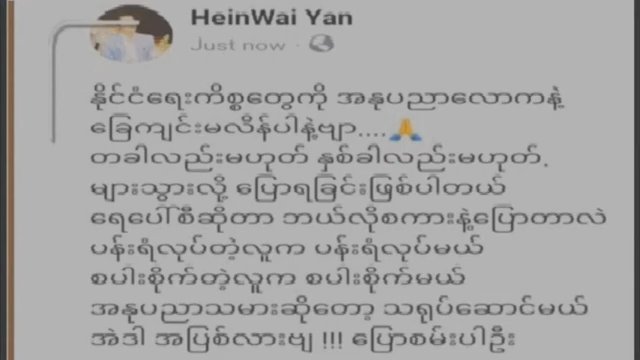 HeinWai Yan
Just now ·
နိုင်ငံရေးကိစ္စတွေကို အနုပညာလောကနဲ့
ခြေကျင်းမလိန်ပါနဲ့ဗျာ....🙏
တခါလည်းမဟုတ် နှစ်ခါလည်းမဟုတ်,
များသွားလို့ ပြောရခြင်းဖြစ်ပါတယ်
ရေပေါ်စီဆိုတာ ဘယ်လိုစကားနဲ့ပြောတာလဲ
ပန်းရံလုပ်တဲ့လူက ပန်းရံလုပ်မယ်
စပါးစိုက်တဲ့လူက စပါးစိုက်မယ်
အနုပညာသမားဆိုတော့ သရုပ်ဆောင်မယ်
အဲဒါ အပြစ်လားဗျ !!! ပြောစမ်းပါဦး